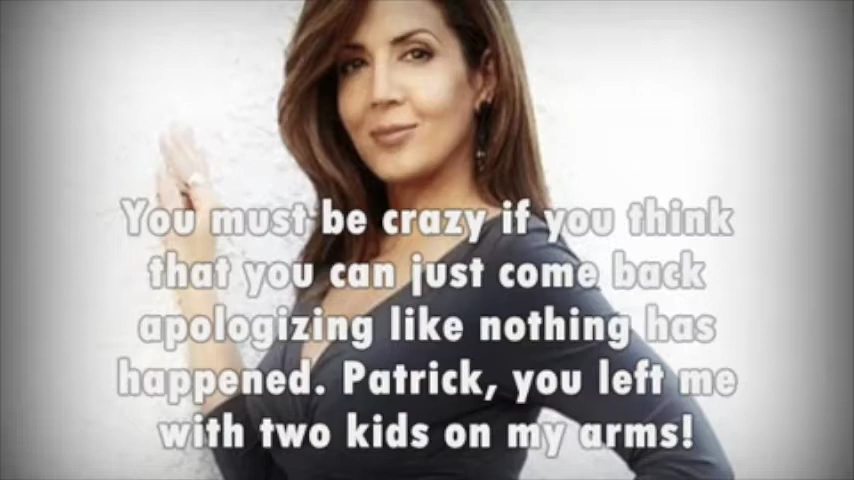 You must be crazy if you think
that you can just come back
apologizing like nothing has
happened. Patrick, you left me
with two kids on my arms!